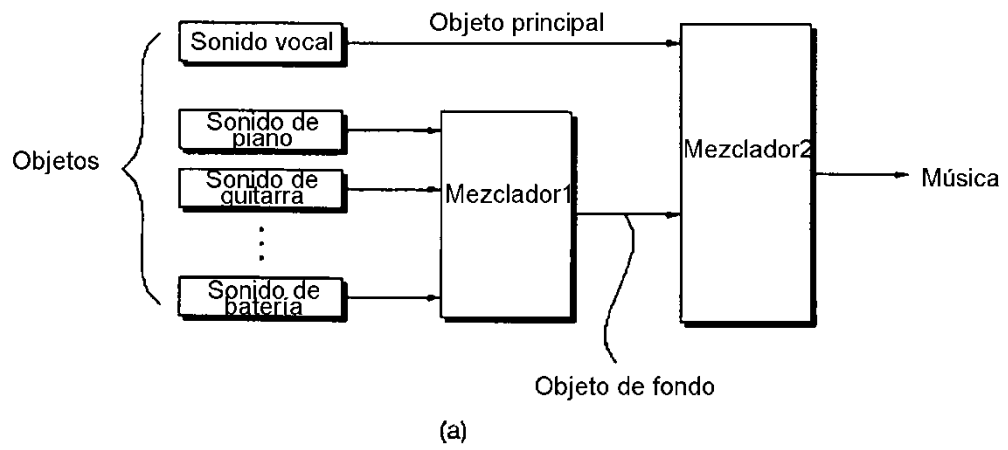 Objeto principal
Sonido vocal
Sonido de
piano
Objetos
Sonido de
guitarra
Mezclador1
Mezclador2
Música
Sonido de
batería
Objeto de fondo
(a)